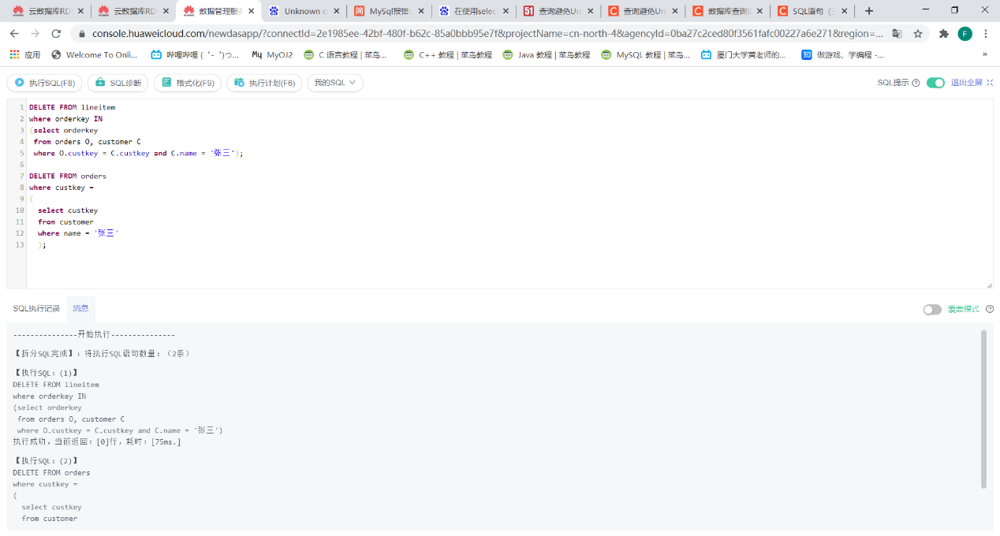 云数据库RD
云数据库RD
数据管理服务
Unknown c
MySql报错:
在使用selec
查询避免Un
查询避免Un
数据库查询
SQL语句（三
console.huaweicloud.com/newdasapp/?connectId=2e1985ee-42bf-480f-b62c-85a0bbb95e7f&projectName=cn-north-4&agencyId=0ba27c2ced80f3561fafc00227a6e271&region=...
F
应用
Welcome To Onli...
哔哩哔哩 (゜-゜)つ...
My MyOJ2
C 语言教程 | 菜鸟...
C++ 教程 | 菜鸟教程
Java 教程 | 菜鸟教程
MySQL 教程 | 菜鸟...
厦门大学黄老师的...
知 做游戏，学编程 -...
»
执行SQL(F8)
SQL诊断
格式化(F9)
执行计划(F6)
我的SQL
SQL提示
退出全屏
1 DELETE FROM lineitem
2 where orderkey IN
3 (select orderkey
4 from orders O, customer C
5 where O.custkey = C.custkey and C.name = '张三');
6
7 DELETE FROM orders
8 where custkey =
9 (
10 select custkey
11 from customer
12 where name = '张三'
13 );
SQL执行记录
消息
覆盖模式
---------------开始执行---------------
【拆分SQL完成】：将执行SQL语句数量：（2条）
【执行SQL：(1)】
DELETE FROM lineitem
where orderkey IN
(select orderkey
from orders O, customer C
where O.custkey = C.custkey and C.name = '张三')
执行成功，当前返回：[0]行，耗时：[75ms.]
【执行SQL：(2)】
DELETE FROM orders
where custkey =
(
select custkey
from customer